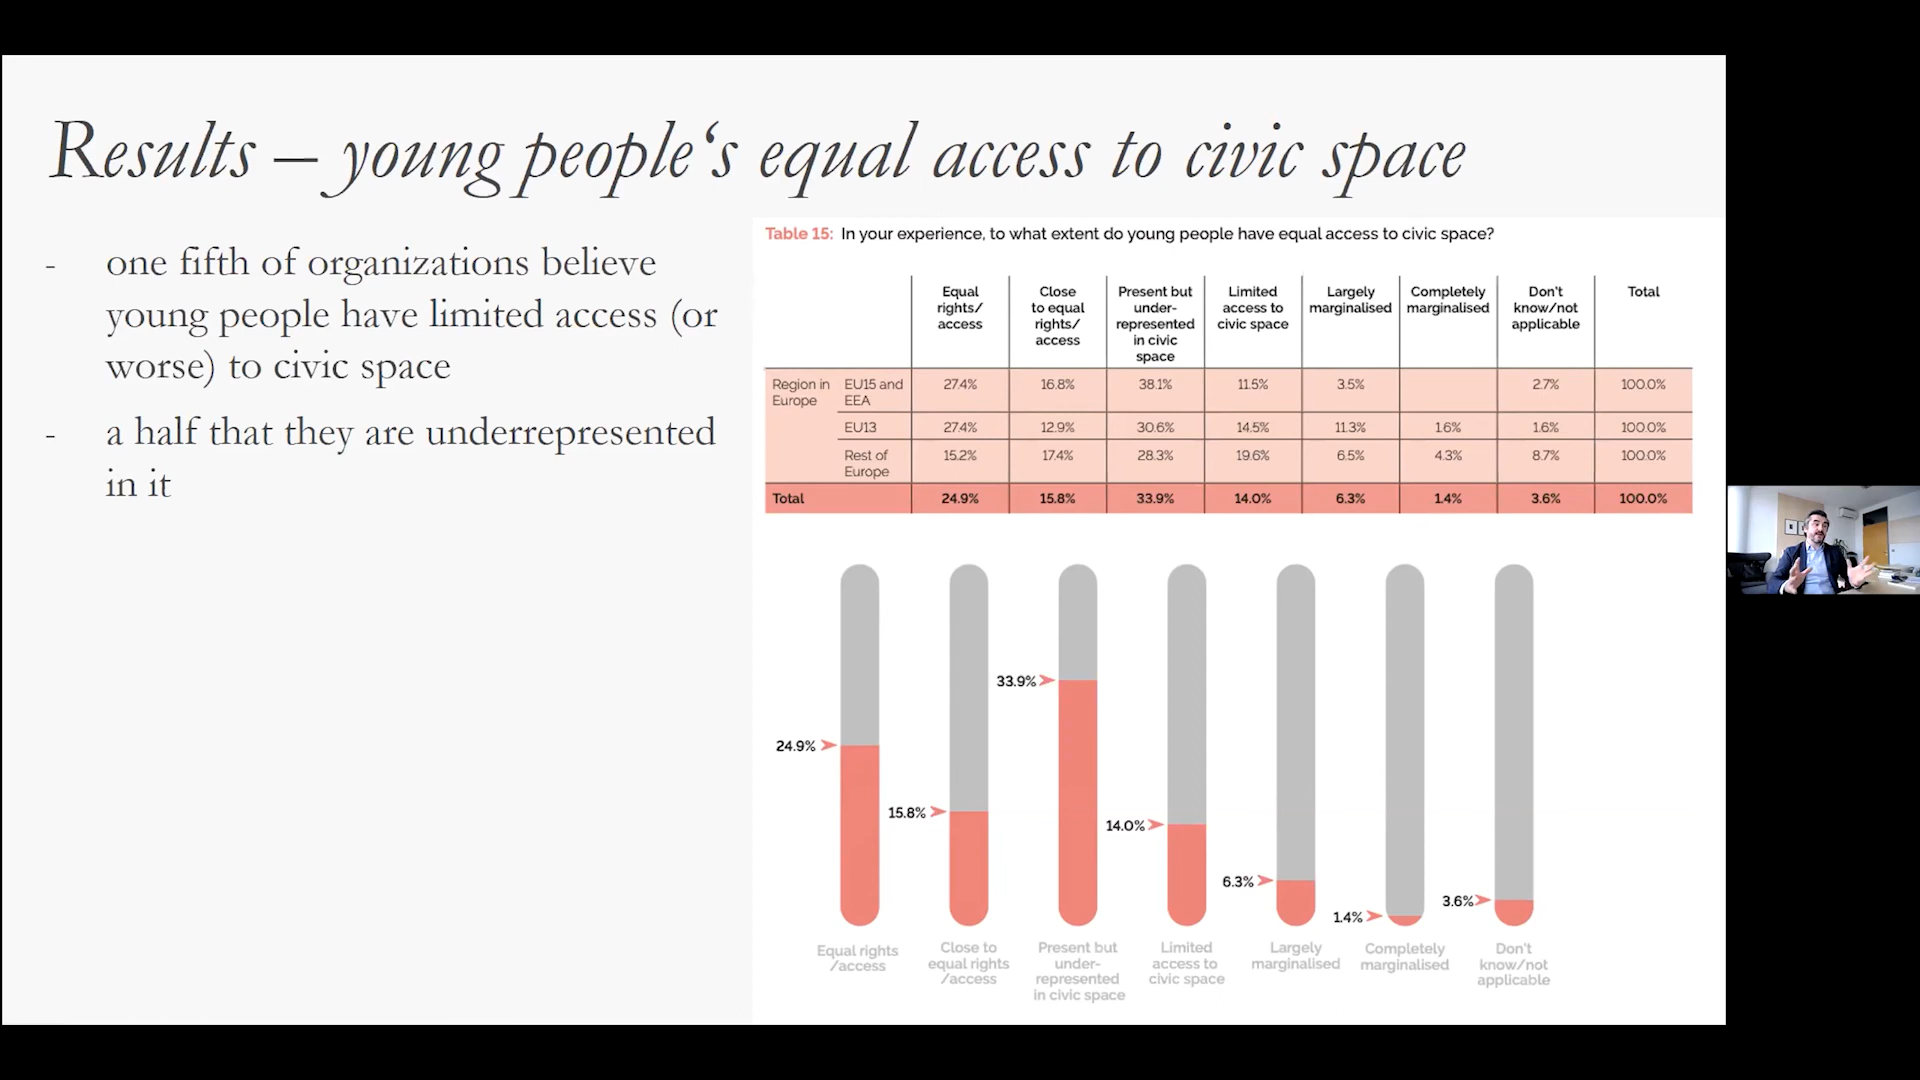 Results – young people‘s equal access to civic space
- one fifth of organizations believe
young people have limited access (or
worse) to civic space
- a half that they are underrepresented
in it
Table 15: In your experience, to what extent do young people have equal access to civic space?
Equal rights/ access
Close to equal rights/ access
Present but under- represented in civic space
Limited access to civic space
Largely marginalised
Completely marginalised
Don't know/not applicable
Total
Region in Europe
EU15 and EEA 27.4% 16.8% 38.1% 11.5% 3.5% 2.7% 100.0%
EU13 27.4% 12.9% 30.6% 14.5% 11.3% 1.6% 1.6% 100.0%
Rest of Europe 15.2% 17.4% 28.3% 19.6% 6.5% 4.3% 8.7% 100.0%
Total 24.9% 15.8% 33.9% 14.0% 6.3% 1.4% 3.6% 100.0%
24.9%
15.8%
33.9%
14.0%
6.3%
1.4%
3.6%
Equal rights
/access
Close to
equal rights
/access
Present but
under-
represented
in civic space
Limited
access to
civic space
Largely
marginalised
Completely
marginalised
Don't
know/not
applicable